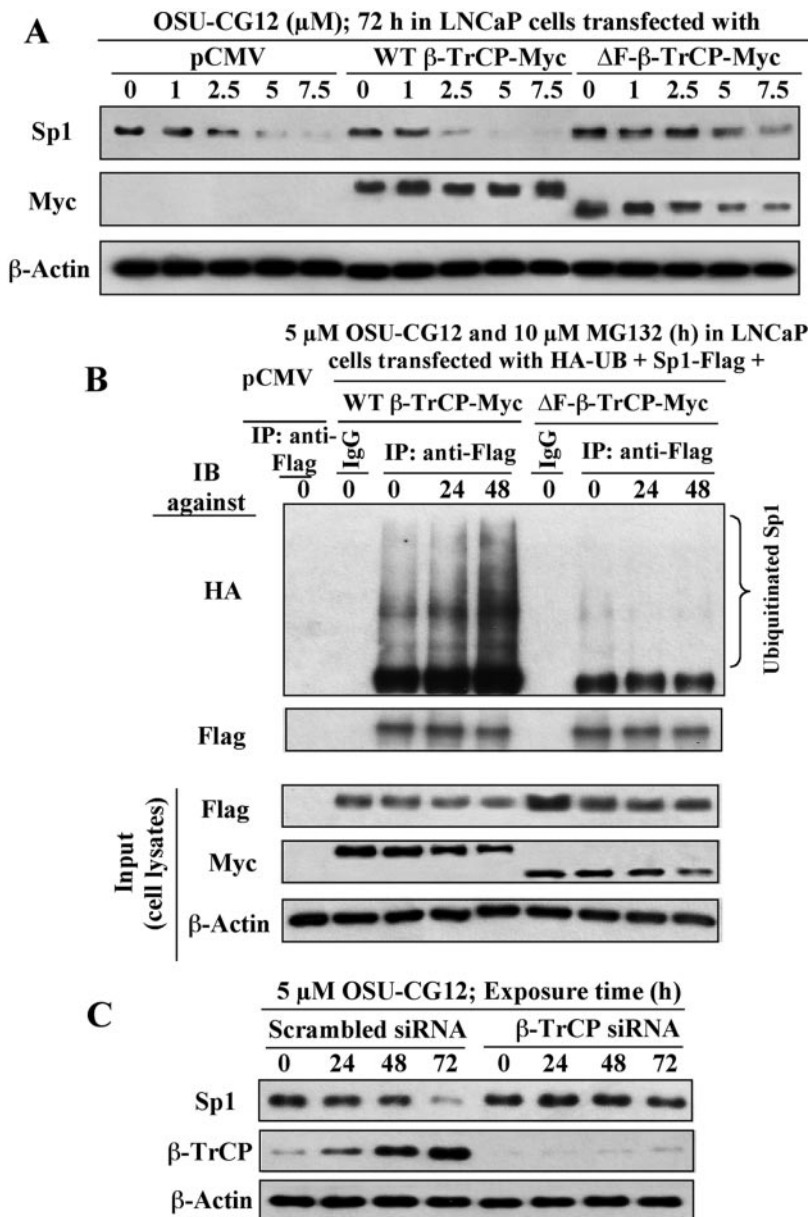 A
OSU-CG12 (μM); 72 h in LNCaP cells transfected with
pCMV WT β-TrCP-Myc ΔF-β-TrCP-Myc
0 1 2.5 5 7.5 0 1 2.5 5 7.5 0 1 2.5 5 7.5
Sp1
Myc
β-Actin
B
5 μM OSU-CG12 and 10 μM MG132 (h) in LNCaP
cells transfected with HA-UB + Sp1-Flag +
pCMV
WT β-TrCP-Myc ΔF-β-TrCP-Myc
IP: anti-
Flag
IgG
IP: anti-Flag
IgG
IP: anti-Flag
IB
against
0 0 0 24 48 0 0 24 48
HA
Ubiquitinated Sp1
Flag
Input
(cell lysates)
Flag
Myc
β-Actin
C
5 μM OSU-CG12; Exposure time (h)
Scrambled siRNA β-TrCP siRNA
0 24 48 72 0 24 48 72
Sp1
β-TrCP
β-Actin